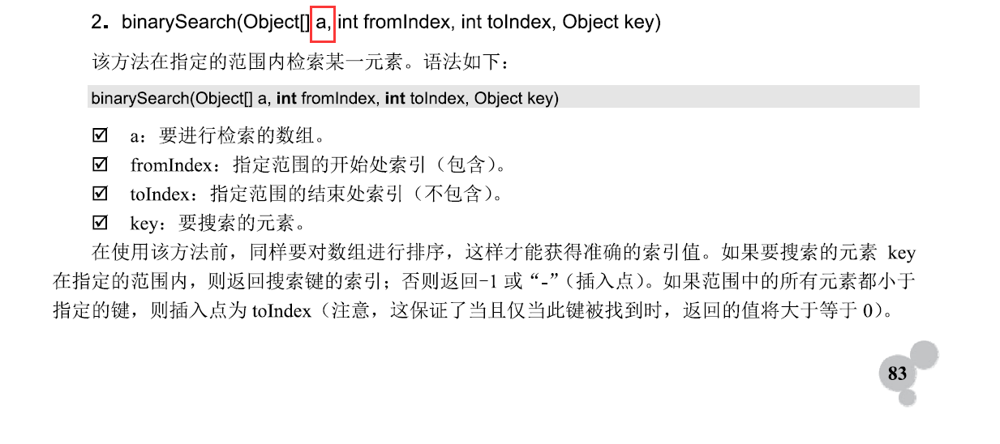 2. binarySearch(Object[] a, int fromIndex, int toIndex, Object key)
该方法在指定的范围内检索某一元素。语法如下：
binarySearch(Object[] a, int fromIndex, int toIndex, Object key)
☑ a：要进行检索的数组。
☑ fromIndex：指定范围的开始处索引（包含）。
☑ toIndex：指定范围的结束处索引（不包含）。
☑ key：要搜索的元素。
在使用该方法前，同样要对数组进行排序，这样才能获得准确的索引值。如果要搜索的元素 key
在指定的范围内，则返回搜索键的索引；否则返回-1 或“-”（插入点）。如果范围中的所有元素都小于
指定的键，则插入点为 toIndex（注意，这保证了当且仅当此键被找到时，返回的值将大于等于 0）。
83